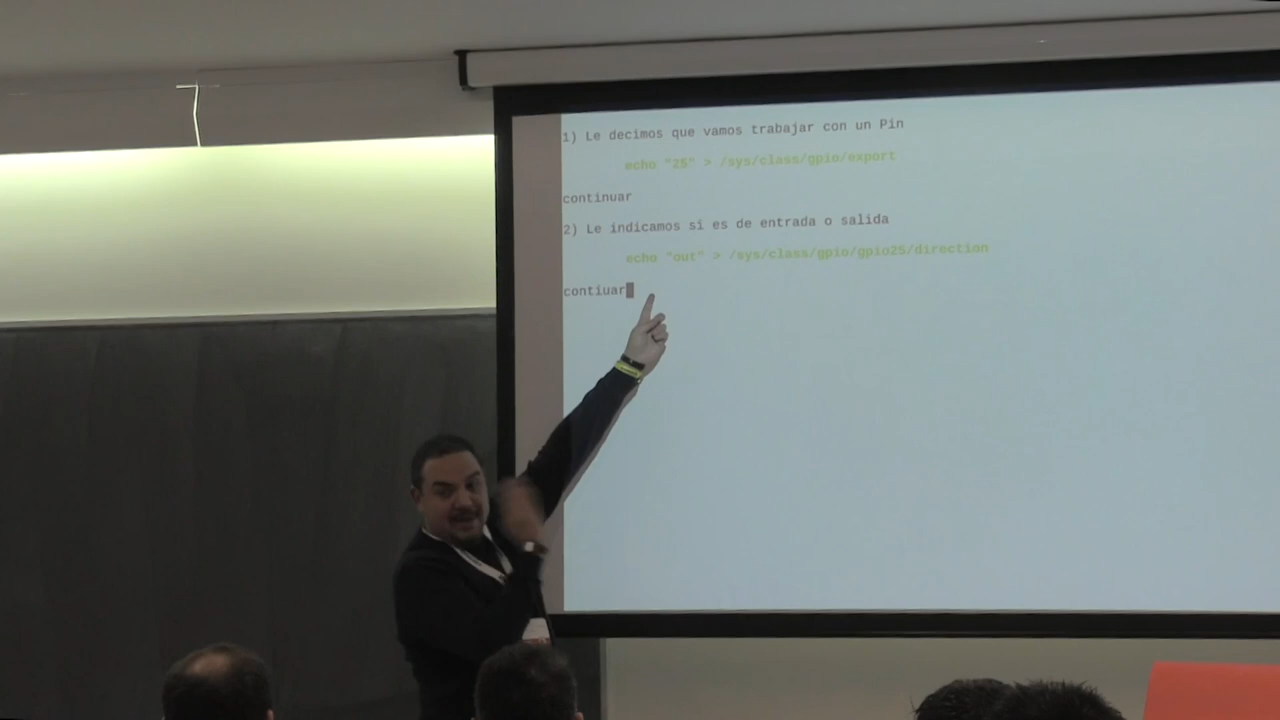 1) Le decimos que vamos trabajar con un Pin
echo "25" > /sys/class/gpio/export
continuar
2) Le indicamos si es de entrada o salida
echo "out" > /sys/class/gpio/gpio25/direction
contiuar